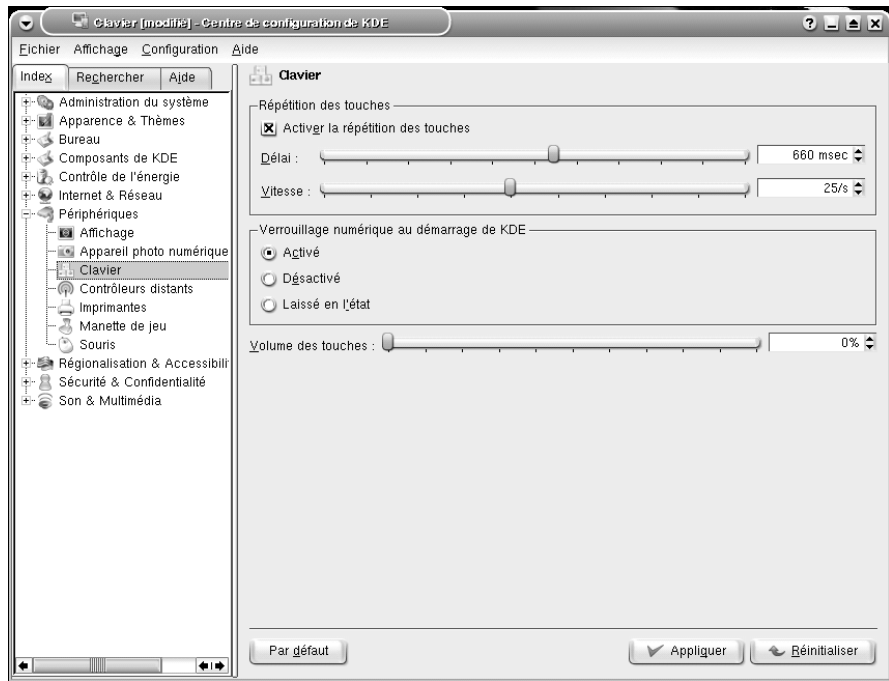 Clavier [modifié] - Centre de configuration de KDE
Fichier Affichage Configuration Aide
Index Rechercher Aide
Administration du système
Apparence & Thèmes
Bureau
Composants de KDE
Contrôle de l'énergie
Internet & Réseau
Périphériques
Affichage
Appareil photo numérique
Clavier
Contrôleurs distants
Imprimantes
Manette de jeu
Souris
Régionalisation & Accessibili
Sécurité & Confidentialité
Son & Multimédia
Clavier
Répétition des touches
Activer la répétition des touches
Délai : 660 msec
Vitesse : 25/s
Verrouillage numérique au démarrage de KDE
Activé
Désactivé
Laissé en l'état
Volume des touches : 0%
Par défaut Appliquer Réinitialiser